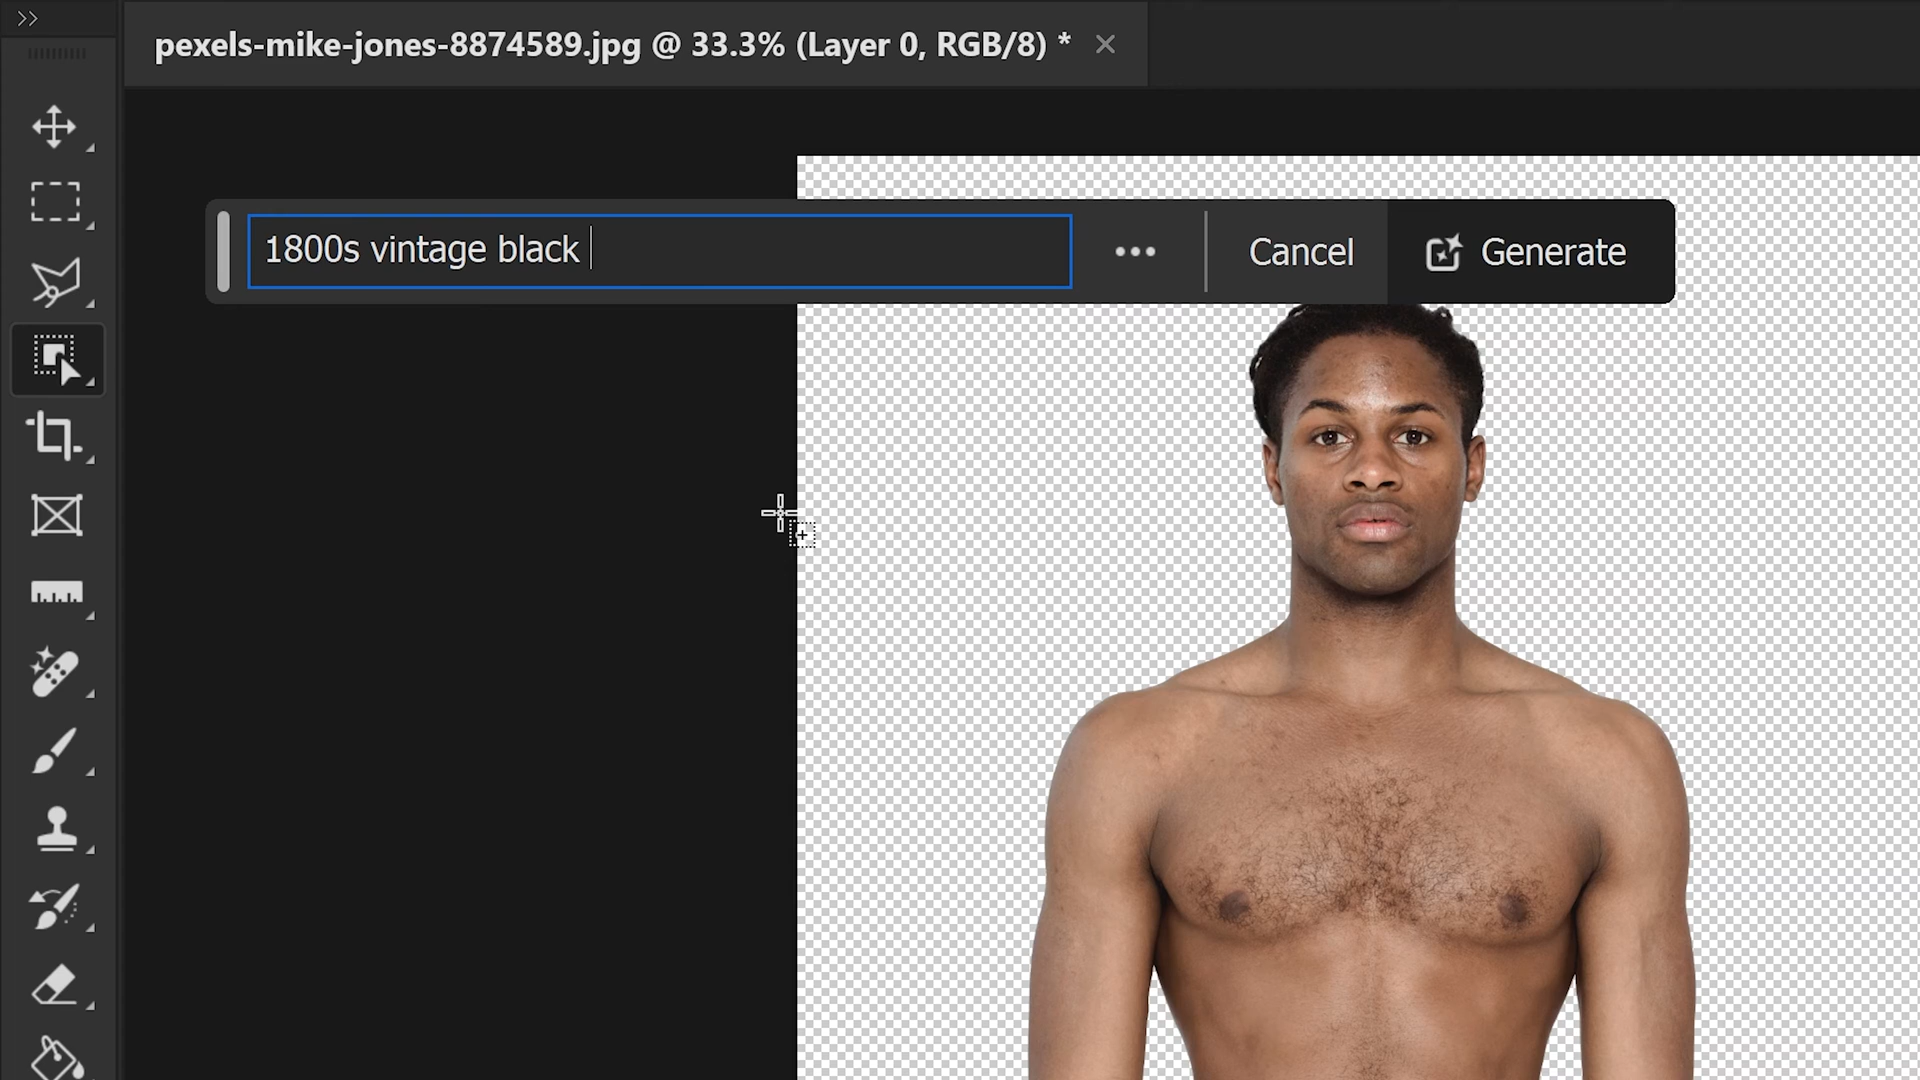 pexels-mike-jones-8874589.jpg @ 33.3% (Layer 0, RGB/8) *
1800s vintage black
Cancel
Generate